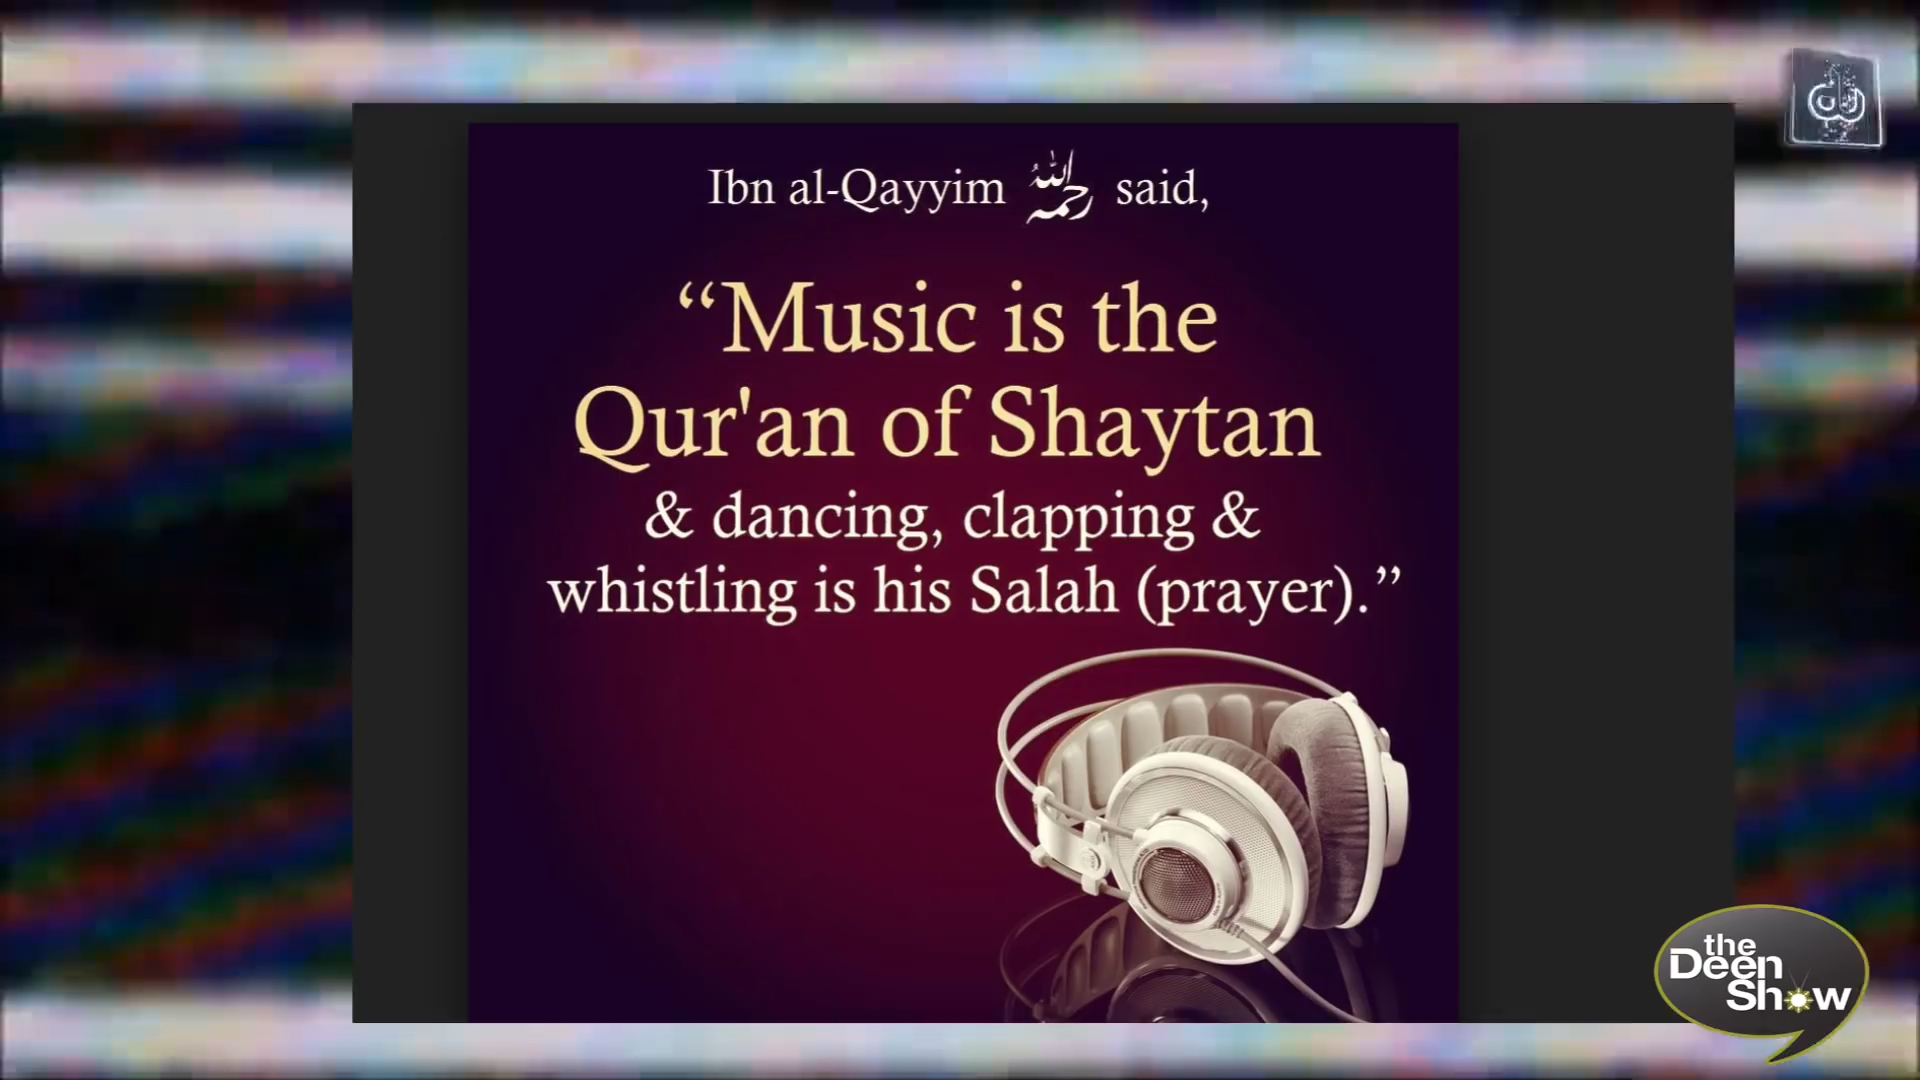 Ibn al-Qayyim رحمه الله said,
“Music is the
Qur'an of Shaytan
& dancing, clapping &
whistling is his Salah (prayer).”
the
Deen
Show